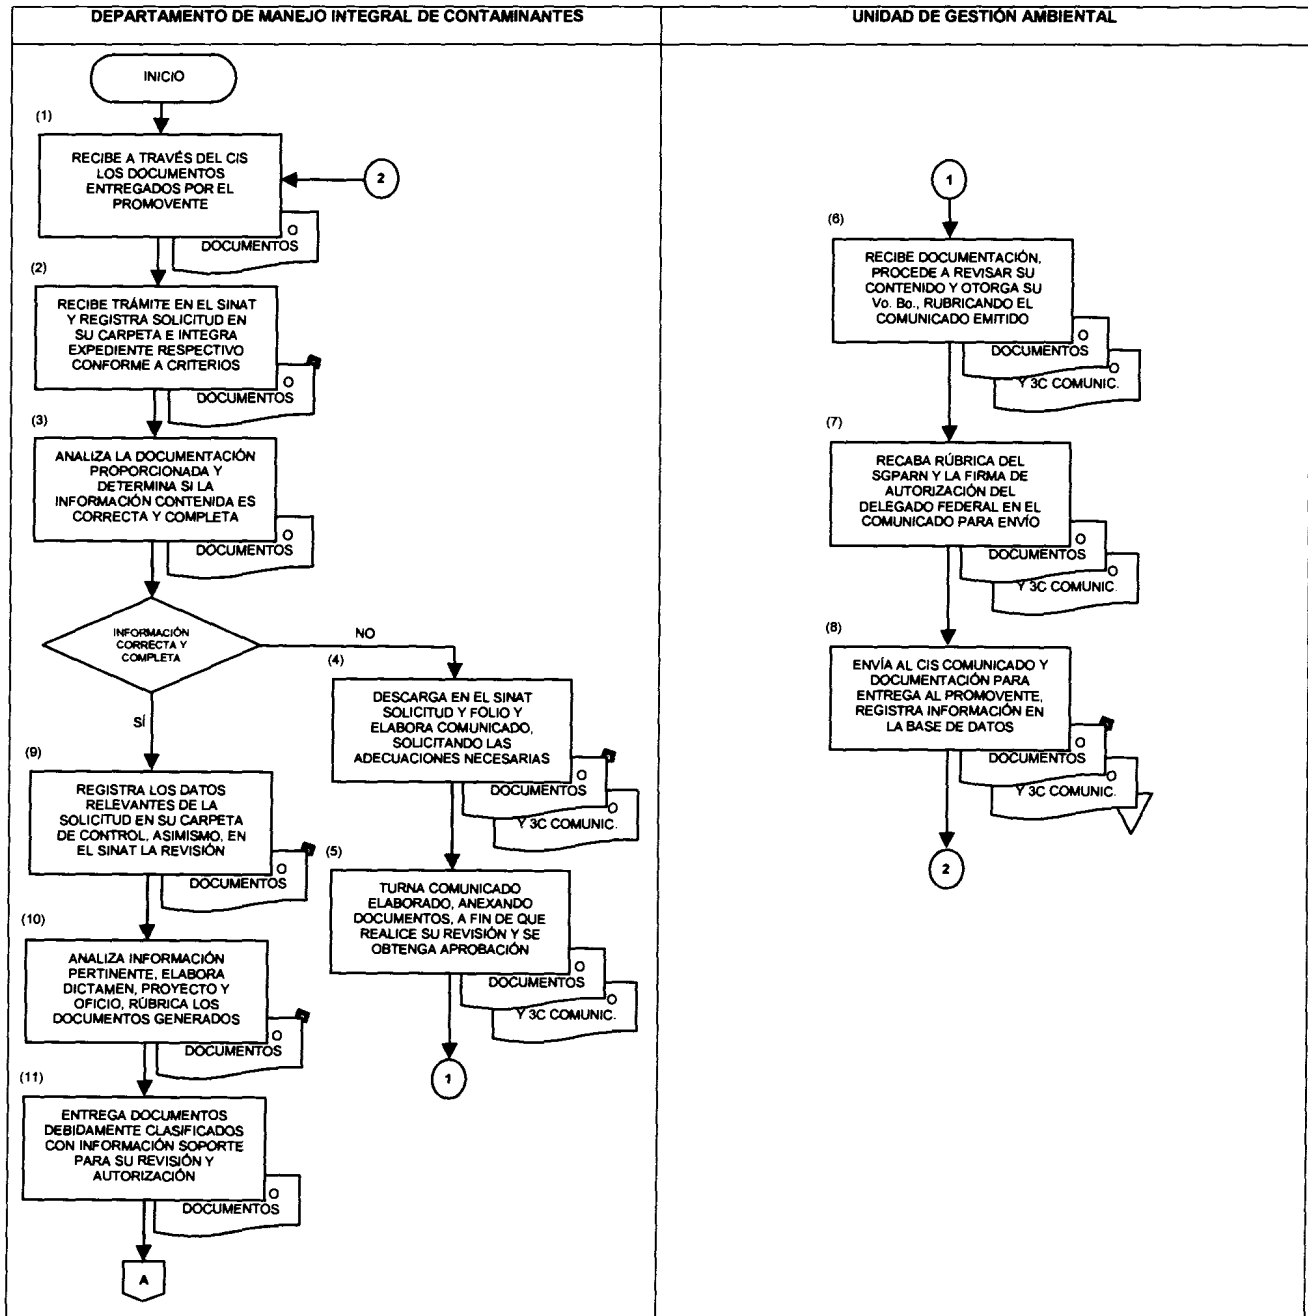 DEPARTAMENTO DE MANEJO INTEGRAL DE CONTAMINANTES
UNIDAD DE GESTIÓN AMBIENTAL
INICIO
(1)
RECIBE A TRAVÉS DEL CIS
LOS DOCUMENTOS
ENTREGADOS POR EL
PROMOVENTE
2
O
DOCUMENTOS
(2)
RECIBE TRÁMITE EN EL SINAT
Y REGISTRA SOLICITUD EN
SU CARPETA E INTEGRA
EXPEDIENTE RESPECTIVO
CONFORME A CRITERIOS
O
DOCUMENTOS
(3)
ANALIZA LA DOCUMENTACIÓN
PROPORCIONADA Y
DETERMINA SI LA
INFORMACIÓN CONTENIDA ES
CORRECTA Y COMPLETA
O
DOCUMENTOS
INFORMACIÓN
CORRECTA Y
COMPLETA
NO
SÍ
(4)
DESCARGA EN EL SINAT
SOLICITUD Y FOLIO Y
ELABORA COMUNICADO,
SOLICITANDO LAS
ADECUACIONES NECESARIAS
O
DOCUMENTOS
O
Y 3C COMUNIC.
(5)
TURNA COMUNICADO
ELABORADO, ANEXANDO
DOCUMENTOS, A FIN DE QUE
REALICE SU REVISIÓN Y SE
OBTENGA APROBACIÓN
O
DOCUMENTOS
O
Y 3C COMUNIC.
1
(9)
REGISTRA LOS DATOS
RELEVANTES DE LA
SOLICITUD EN SU CARPETA
DE CONTROL, ASIMISMO, EN
EL SINAT LA REVISIÓN
O
DOCUMENTOS
(10)
ANALIZA INFORMACIÓN
PERTINENTE, ELABORA
DICTAMEN, PROYECTO Y
OFICIO, RÚBRICA LOS
DOCUMENTOS GENERADOS
O
DOCUMENTOS
(11)
ENTREGA DOCUMENTOS
DEBIDAMENTE CLASIFICADOS
CON INFORMACIÓN SOPORTE
PARA SU REVISIÓN Y
AUTORIZACIÓN
O
DOCUMENTOS
A
1
(6)
RECIBE DOCUMENTACIÓN,
PROCEDE A REVISAR SU
CONTENIDO Y OTORGA SU
Vo. Bo., RUBRICANDO EL
COMUNICADO EMITIDO
O
DOCUMENTOS
O
Y 3C COMUNIC.
(7)
RECABA RÚBRICA DEL
SGPARN Y LA FIRMA DE
AUTORIZACIÓN DEL
DELEGADO FEDERAL EN EL
COMUNICADO PARA ENVÍO
O
DOCUMENTOS
O
Y 3C COMUNIC.
(8)
ENVÍA AL CIS COMUNICADO Y
DOCUMENTACIÓN PARA
ENTREGA AL PROMOVENTE,
REGISTRA INFORMACIÓN EN
LA BASE DE DATOS
O
DOCUMENTOS
O
Y 3C COMUNIC.
2